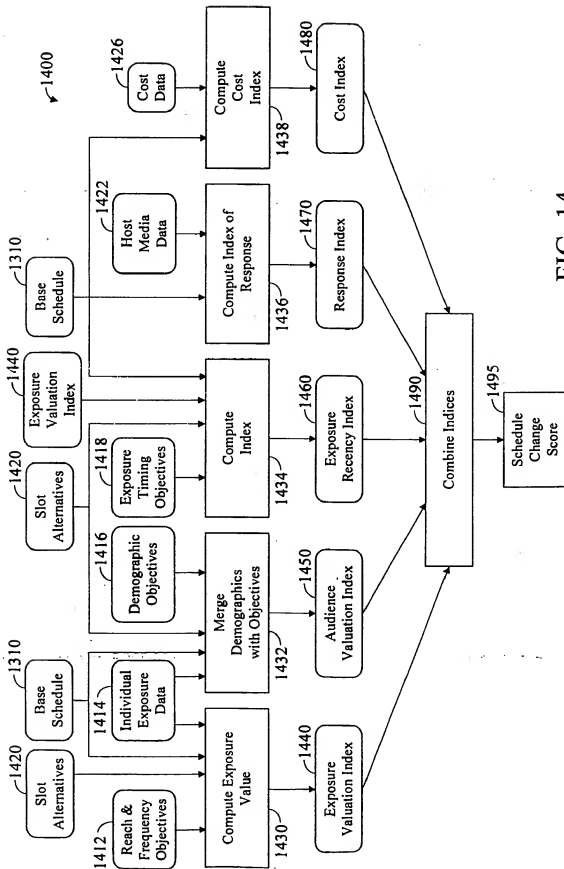 1400
1420
Slot
Alternatives
1310
Base
Schedule
1420
Slot
Alternatives
1440
Exposure
Valuation
Index
1310
Base
Schedule
1412
Reach &
Frequency
Objectives
1414
Individual
Exposure
Data
1416
Demographic
Objectives
1418
Exposure
Timing
Objectives
1422
Host
Media
Data
1426
Cost
Data
Compute Exposure
Value
1430
Merge
Demographics
with Objectives
1432
Compute
Index
1434
Compute Index of
Response
1436
Compute
Cost
Index
1438
1440
Exposure
Valuation Index
1450
Audience
Valuation Index
1460
Exposure
Recency Index
1470
Response Index
1480
Cost Index
1490
Combine Indices
1495
Schedule
Change
Score
FIG. 14